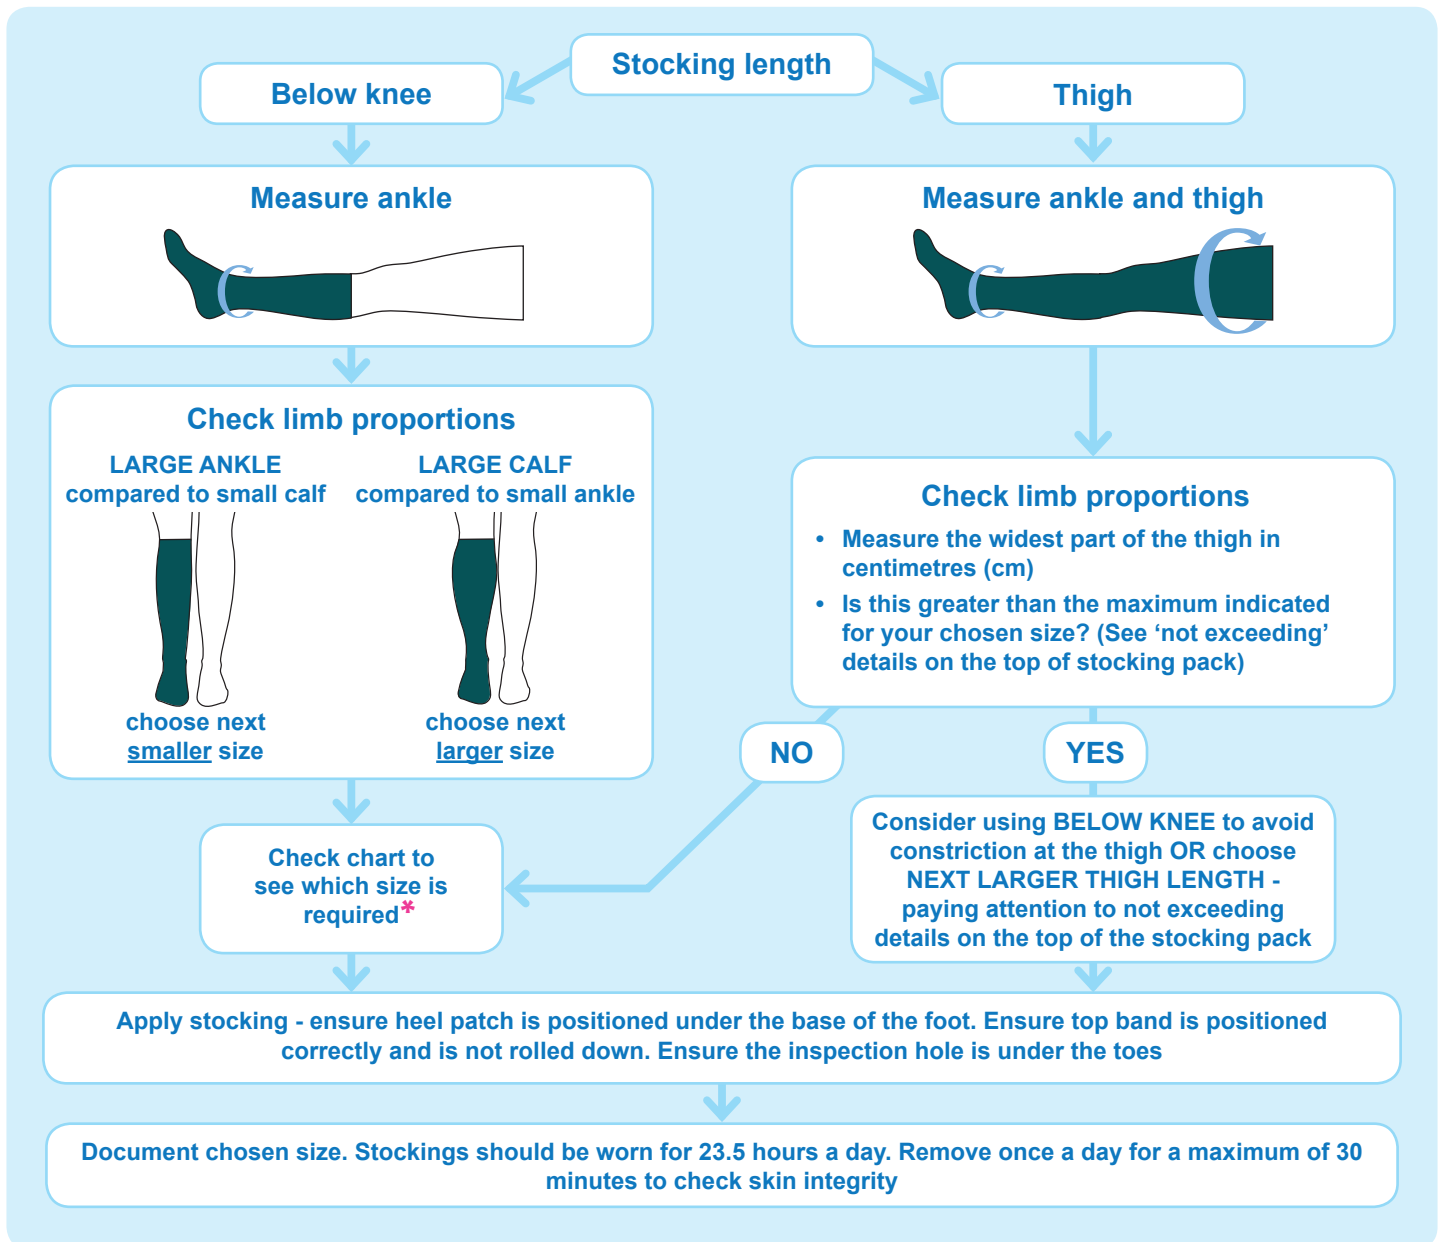 Stocking length
Below knee
Thigh
Measure ankle
Measure ankle and thigh
Check limb proportions
LARGE ANKLE
compared to small calf
LARGE CALF
compared to small ankle
choose next
smaller size
choose next
larger size
Check limb proportions
• Measure the widest part of the thigh in
centimetres (cm)
• Is this greater than the maximum indicated
for your chosen size? (See ‘not exceeding’
details on the top of stocking pack)
NO
YES
Check chart to
see which size is
required*
Consider using BELOW KNEE to avoid
constriction at the thigh OR choose
NEXT LARGER THIGH LENGTH -
paying attention to not exceeding
details on the top of the stocking pack
Apply stocking - ensure heel patch is positioned under the base of the foot. Ensure top band is positioned
correctly and is not rolled down. Ensure the inspection hole is under the toes
Document chosen size. Stockings should be worn for 23.5 hours a day. Remove once a day for a maximum of 30
minutes to check skin integrity